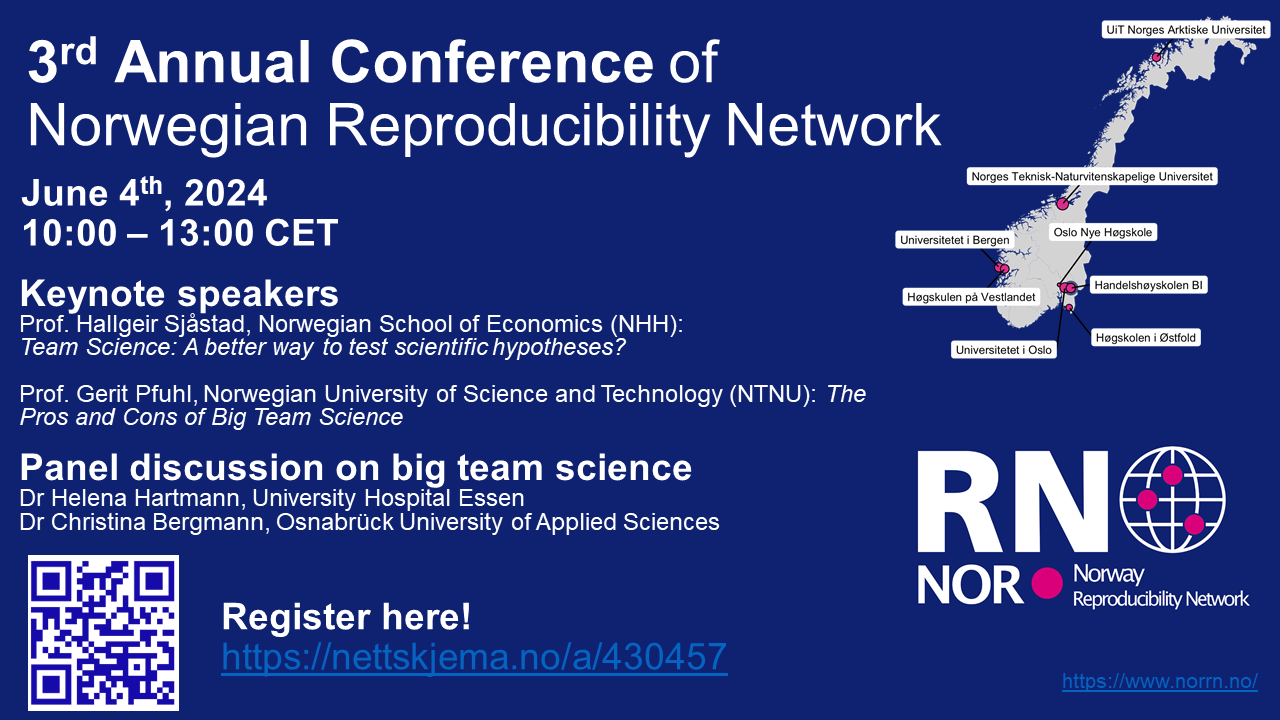 3rd Annual Conference of
Norwegian Reproducibility Network
June 4th, 2024
10:00 – 13:00 CET
Keynote speakers
Prof. Hallgeir Sjåstad, Norwegian School of Economics (NHH):
Team Science: A better way to test scientific hypotheses?
Prof. Gerit Pfuhl, Norwegian University of Science and Technology (NTNU): The
Pros and Cons of Big Team Science
Panel discussion on big team science
Dr Helena Hartmann, University Hospital Essen
Dr Christina Bergmann, Osnabrück University of Applied Sciences
Register here!
https://nettskjema.no/a/430457
UiT Norges Arktiske Universitet
Norges Teknisk-Naturvitenskapelige Universitet
Oslo Nye Høgskole
Universitetet i Bergen
Handelshøyskolen BI
Høgskulen på Vestlandet
Høgskolen i Østfold
Universitetet i Oslo
RN
NOR
Norway
Reproducibility Network
https://www.norrn.no/